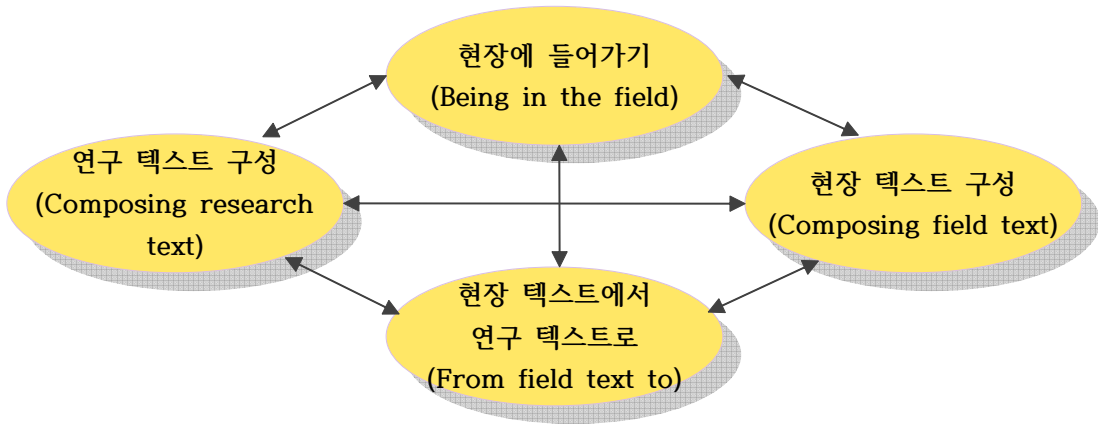 현장에 들어가기
(Being in the field)
연구 텍스트 구성
(Composing research
text)
현장 텍스트 구성
(Composing field text)
현장 텍스트에서
연구 텍스트로
(From field text to)